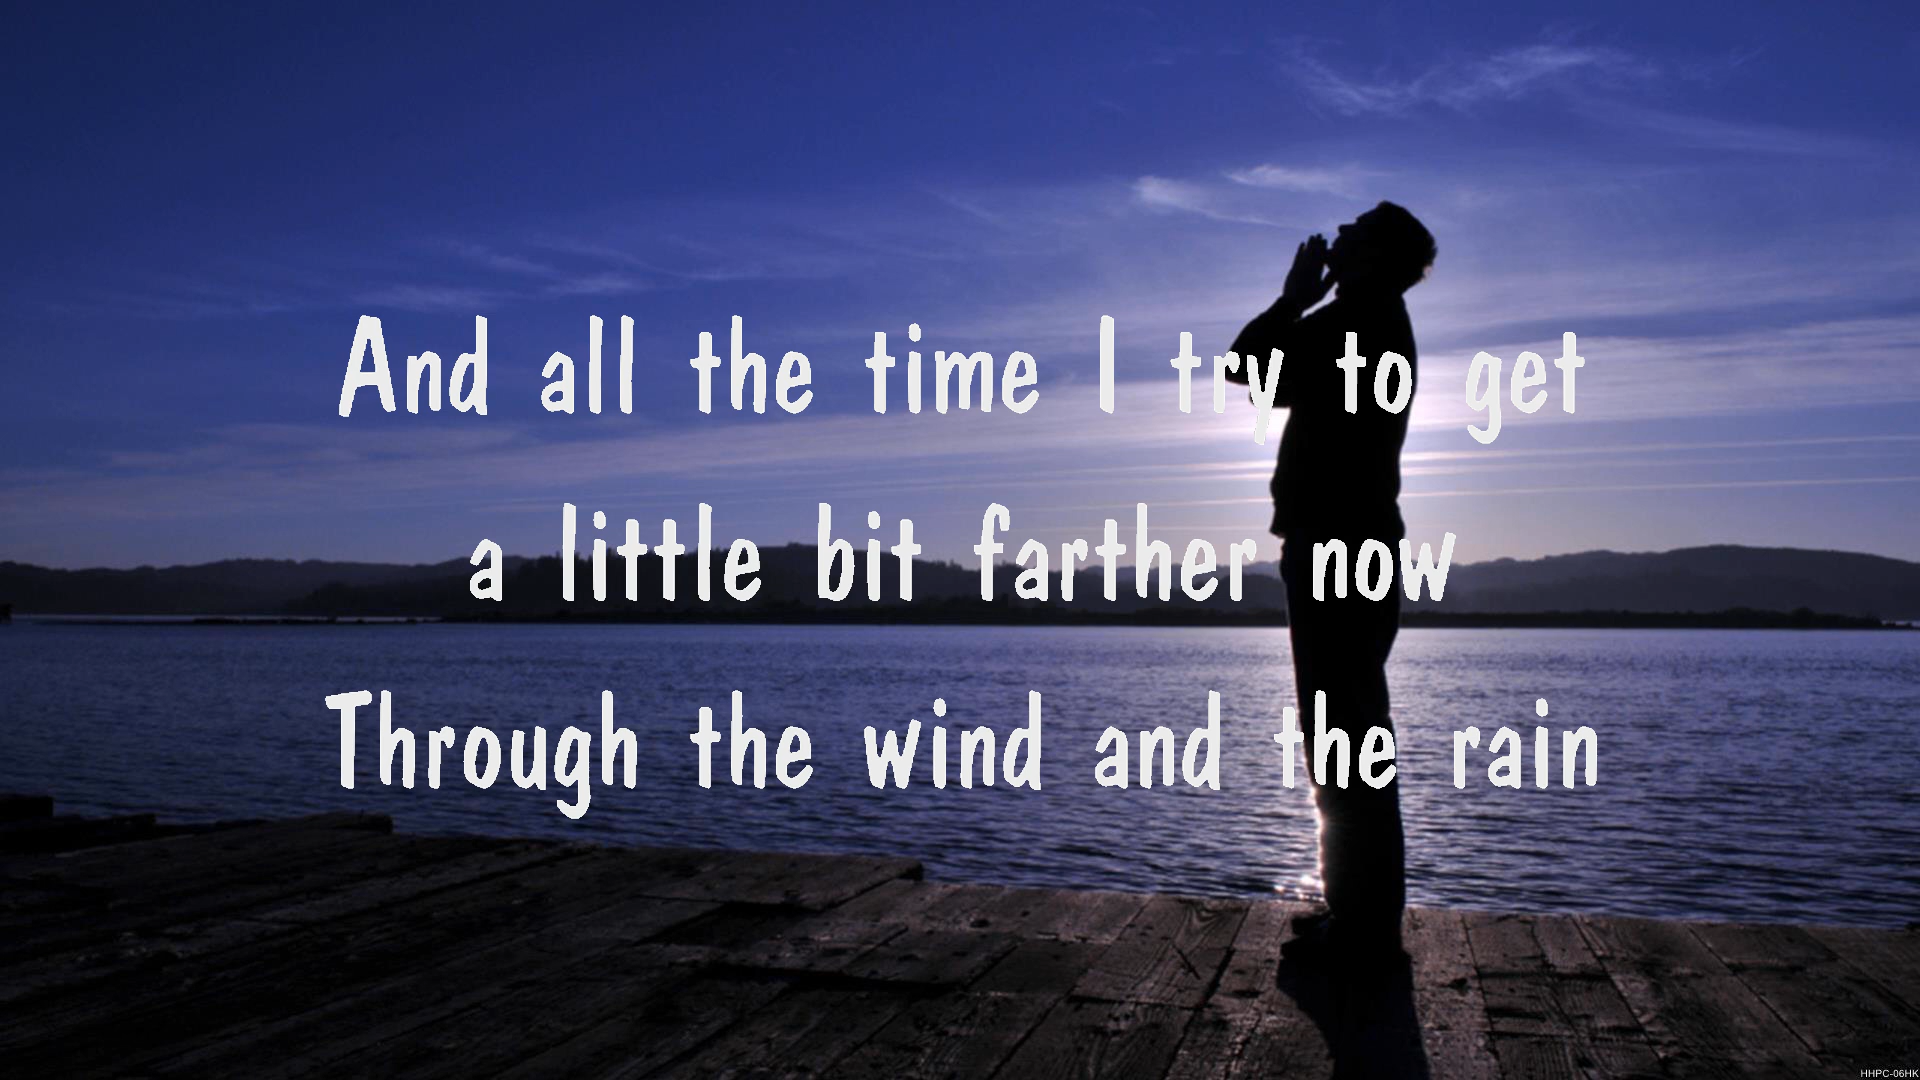 And all the time I try to get
a little bit farther now
Through the wind and the rain
HHPC-06HK